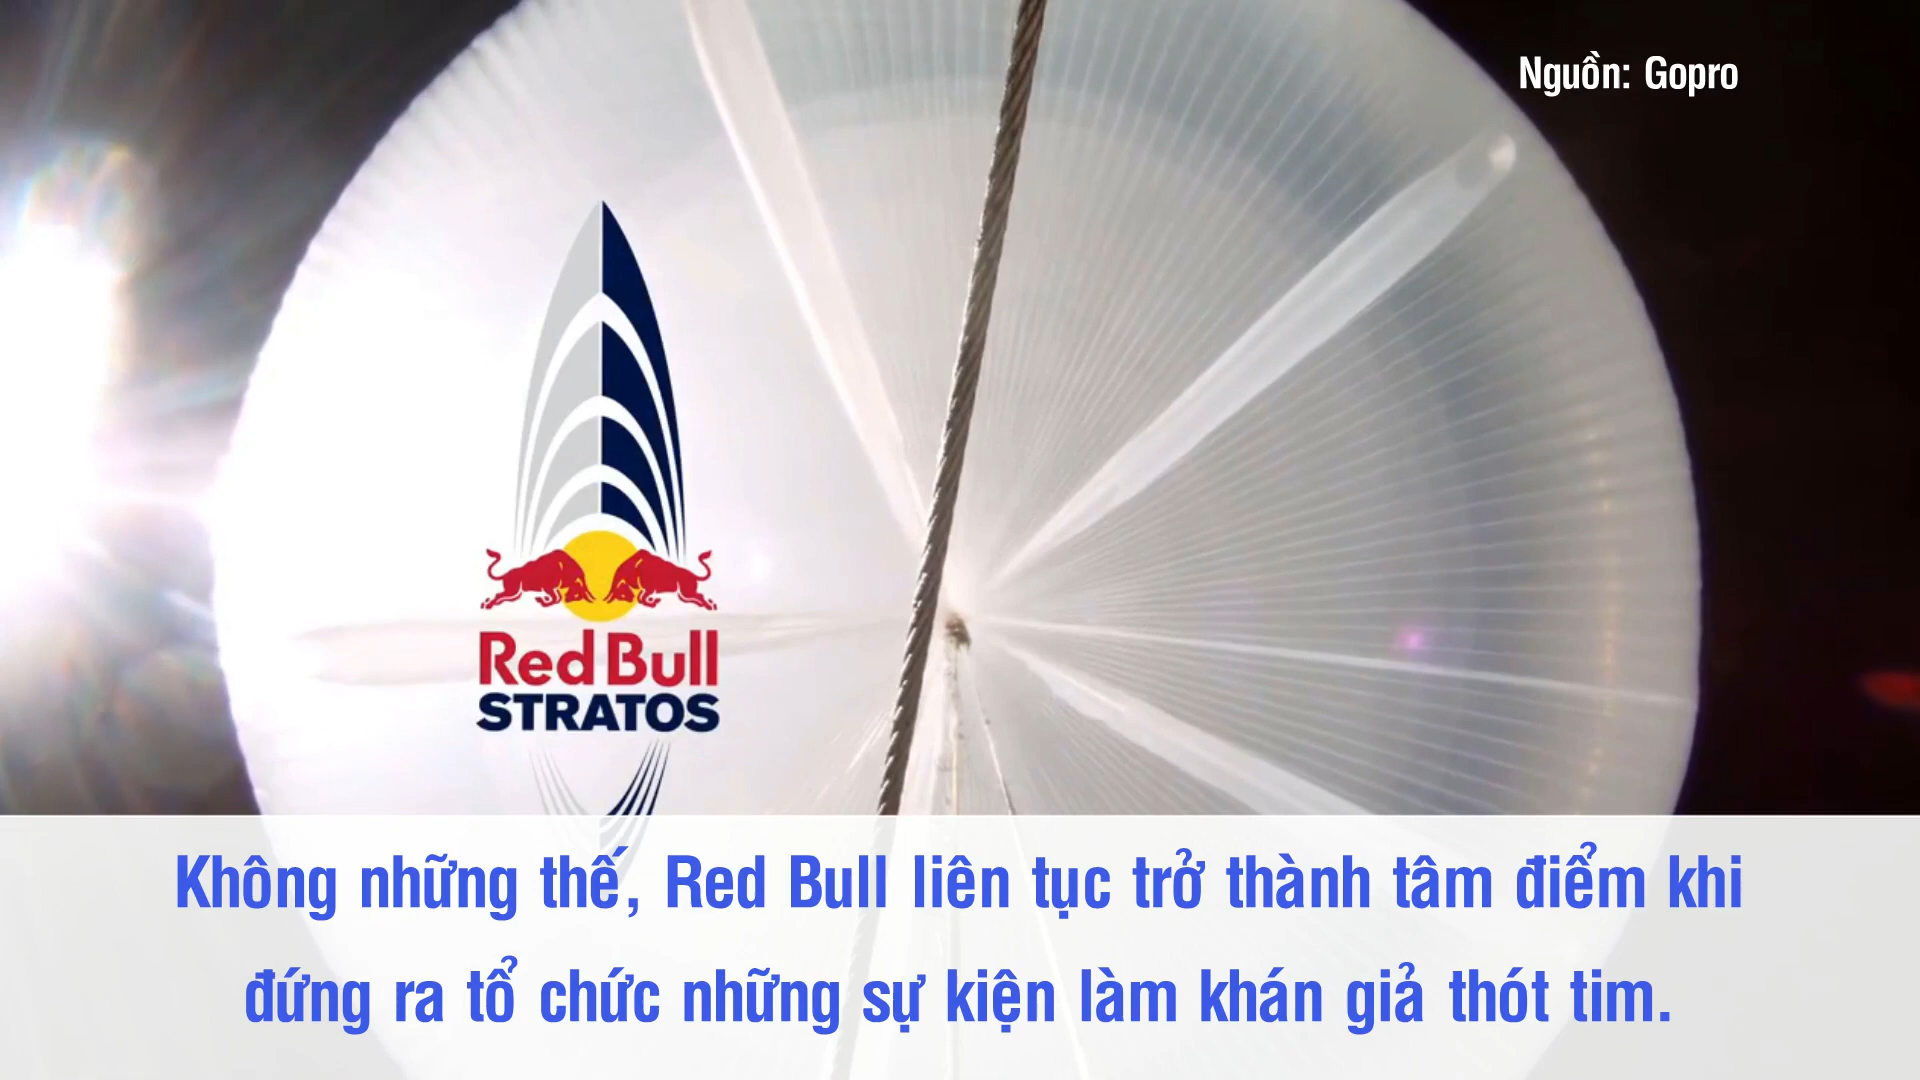 Nguồn: Gopro
Red Bull
STRATOS
Không những thế, Red Bull liên tục trở thành tâm điểm khi
đứng ra tổ chức những sự kiện làm khán giả thót tim.